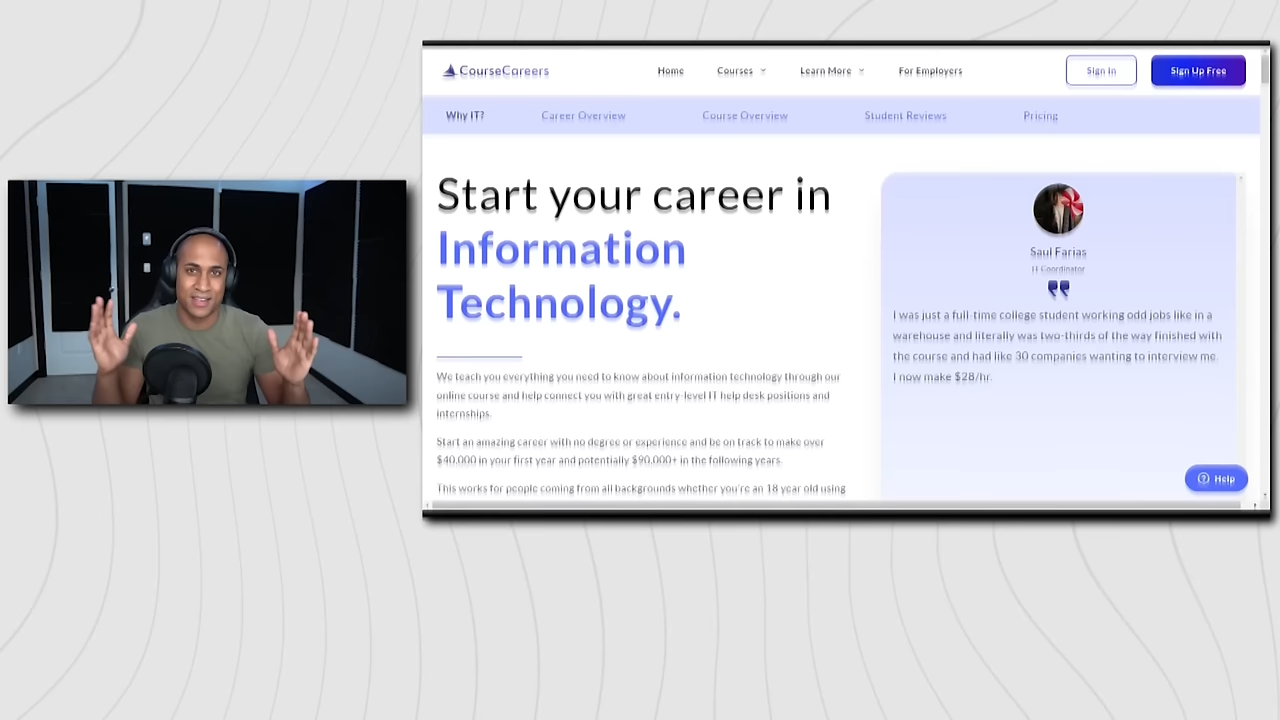 CourseCareers
Home
Courses
Learn More
For Employers
Sign In
Sign Up Free
Why IT?
Career Overview
Course Overview
Student Reviews
Pricing
Start your career in
Information
Technology.
We teach you everything you need to know about information technology through our
online course and help connect you with great entry-level IT help desk positions and
internships.
Start an amazing career with no degree or experience and be on track to make over
$40,000 in your first year and potentially $90,000+ in the following years.
This works for people coming from all backgrounds whether you're an 18 year old using
Saul Farias
IT Coordinator
I was just a full-time college student working odd jobs like in a
warehouse and literally was two-thirds of the way finished with
the course and had like 30 companies wanting to interview me.
I now make $28/hr.
Help